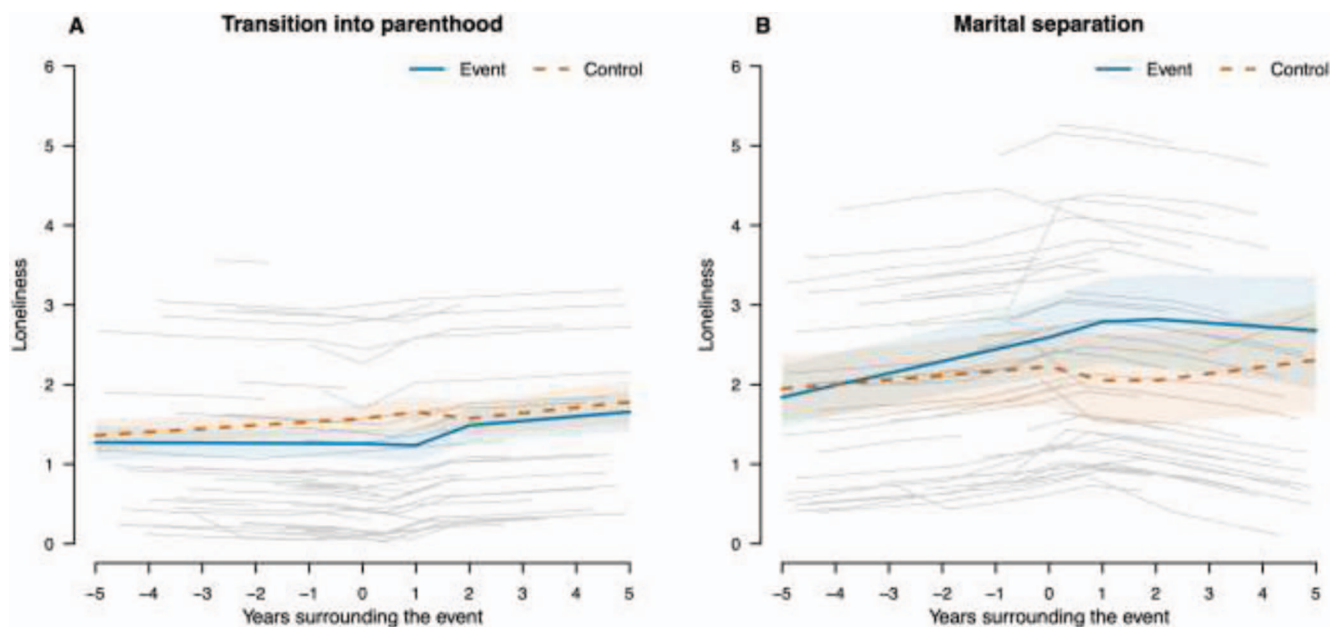 A Transition into parenthood
Event Control
6
5
4
3
2
1
0
Loneliness
−5 −4 −3 −2 −1 0 1 2 3 4 5
Years surrounding the event
B Marital separation
Event Control
6
5
4
3
2
1
0
Loneliness
−5 −4 −3 −2 −1 0 1 2 3 4 5
Years surrounding the event